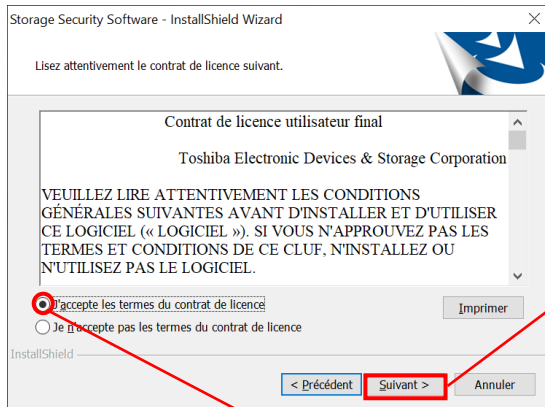 Storage Security Software - InstallShield Wizard
Lisez attentivement le contrat de licence suivant.
Contrat de licence utilisateur final
Toshiba Electronic Devices & Storage Corporation
VEUILLEZ LIRE ATTENTIVEMENT LES CONDITIONS
GÉNÉRALES SUIVANTES AVANT D'INSTALLER ET D'UTILISER
CE LOGICIEL (« LOGICIEL »). SI VOUS N'APPROUVEZ PAS LES
TERMES ET CONDITIONS DE CE CLUF, N'INSTALLEZ OU
N'UTILISEZ PAS LE LOGICIEL.
J'accepte les termes du contrat de licence
Imprimer
Je n'accepte pas les termes du contrat de licence
InstallShield
< Précédent Suivant > Annuler